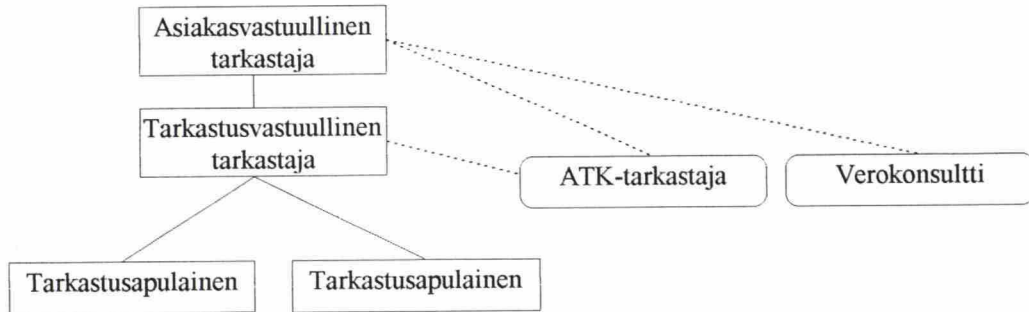 Asiakasvastuullinen
tarkastaja
Tarkastusvastuullinen
tarkastaja
ATK-tarkastaja
Verokonsultti
Tarkastusapulainen
Tarkastusapulainen